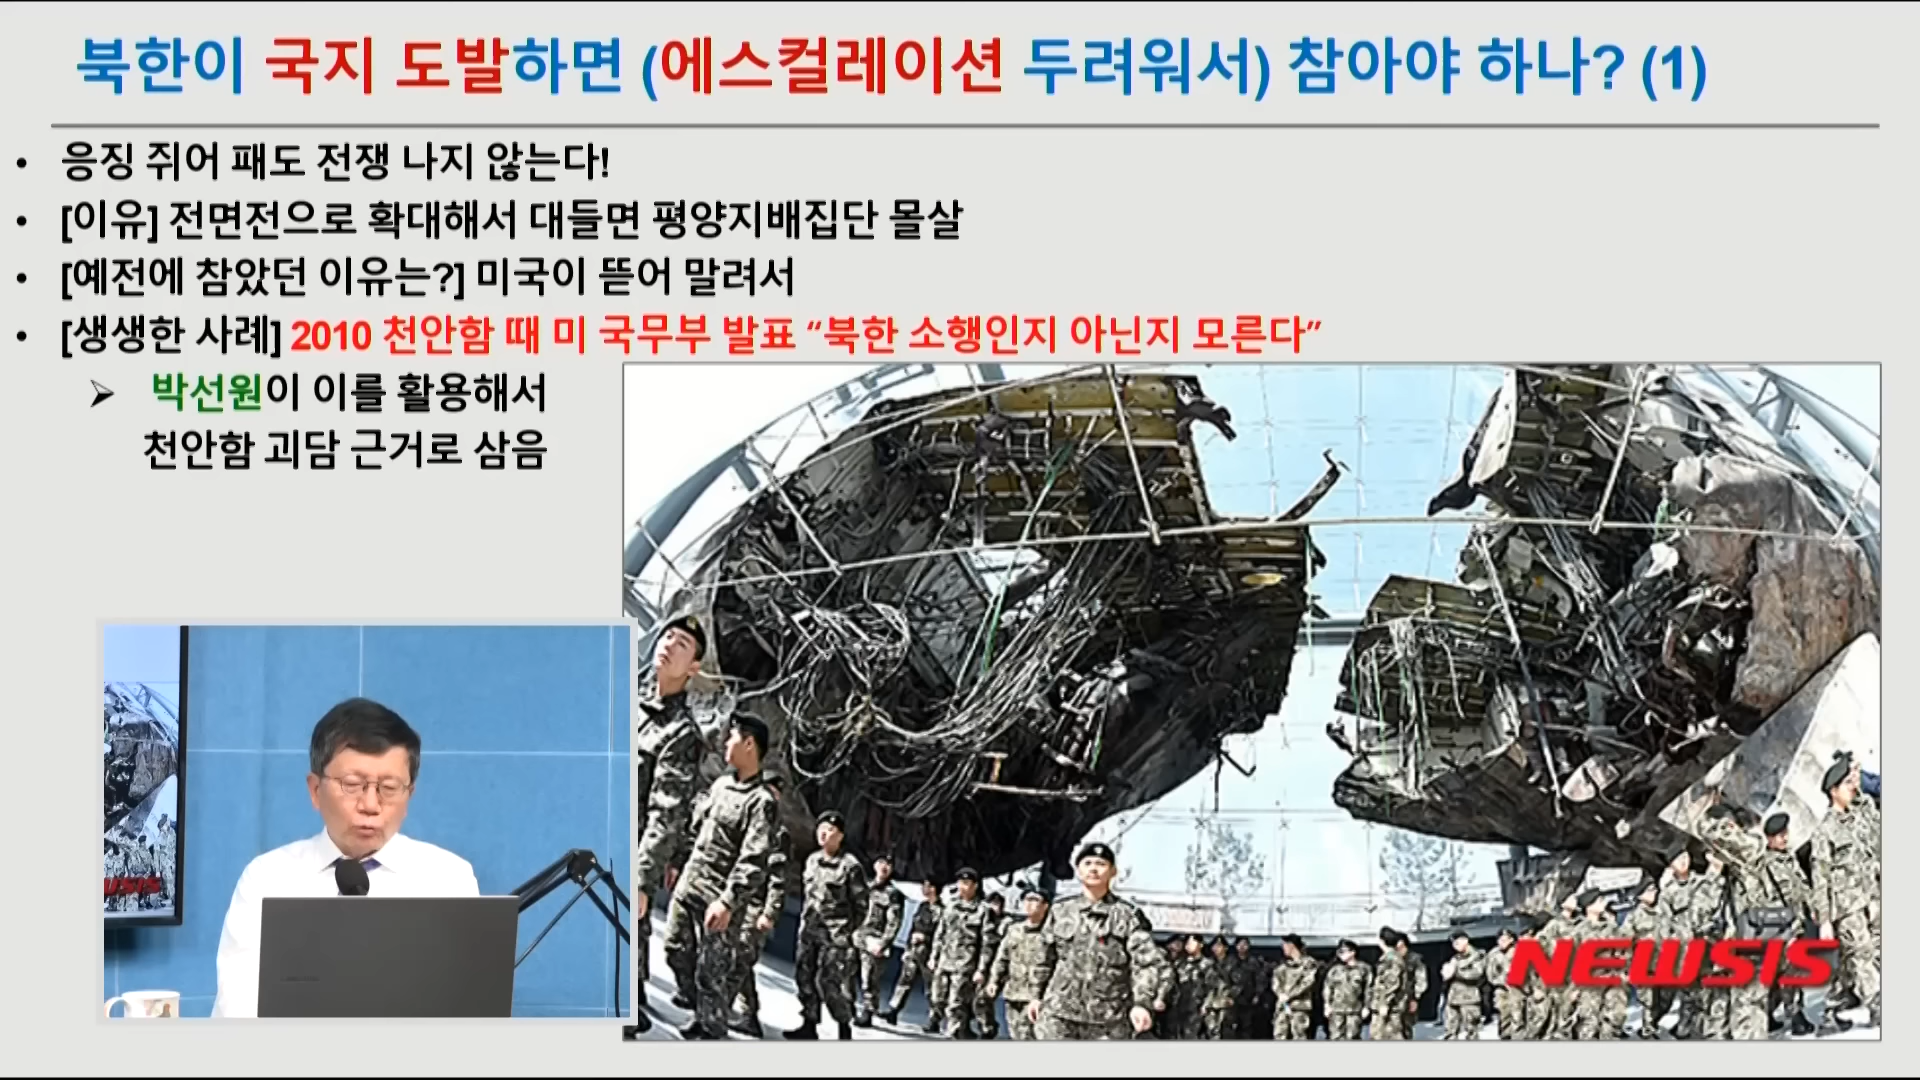 북한이 국지 도발하면 (에스컬레이션 두려워서) 참아야 하나? (1)
• 응징 쥐어 패도 전쟁 나지 않는다!
• [이유] 전면전으로 확대해서 대들면 평양지배집단 몰살
• [예전에 참았던 이유는?] 미국이 뜯어 말려서
• [생생한 사례] 2010 천안함 때 미 국무부 발표 “북한 소행인지 아닌지 모른다”
➢ 박선원이 이를 활용해서
천안함 괴담 근거로 삼음
NEWSIS